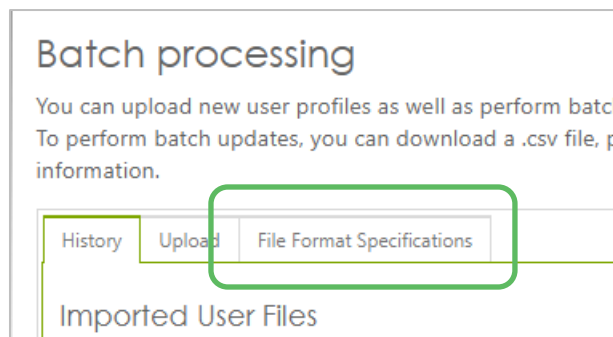 Batch processing
You can upload new user profiles as well as perform batc
To perform batch updates, you can download a .csv file, p
information.
History Upload File Format Specifications
Imported User Files